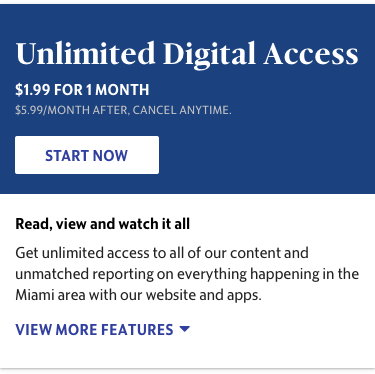 Unlimited Digital Access
$1.99 FOR 1 MONTH
$5.99/MONTH AFTER, CANCEL ANYTIME.
START NOW
Read, view and watch it all
Get unlimited access to all of our content and
unmatched reporting on everything happening in the
Miami area with our website and apps.
VIEW MORE FEATURES